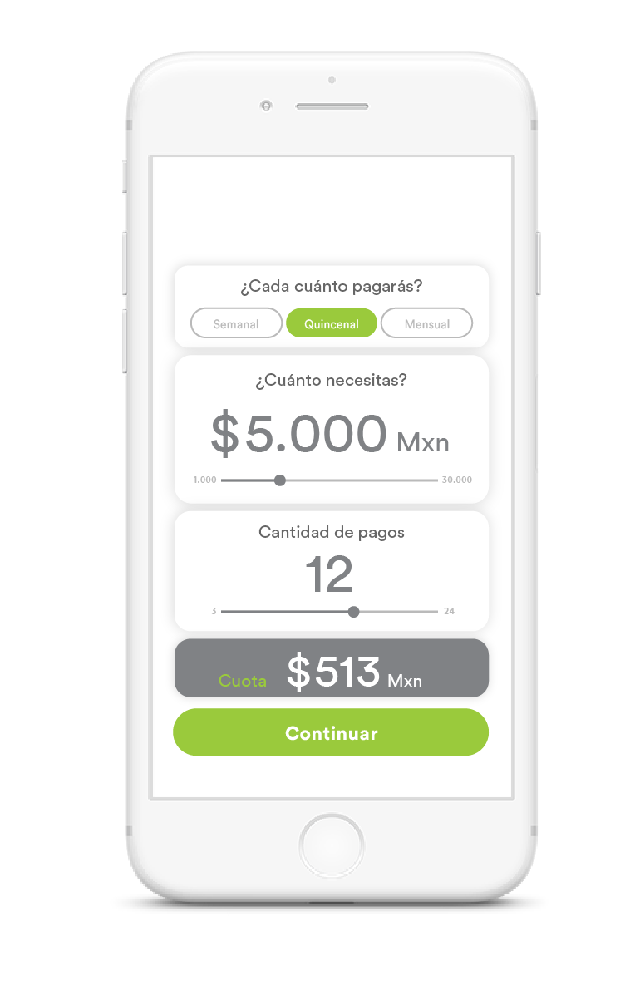 ¿Cada cuánto pagarás?
Semanal Quincenal Mensual
¿Cuánto necesitas?
$5.000 Mxn
1.000 30.000
Cantidad de pagos
12
3 24
Cuota $513 Mxn
Continuar